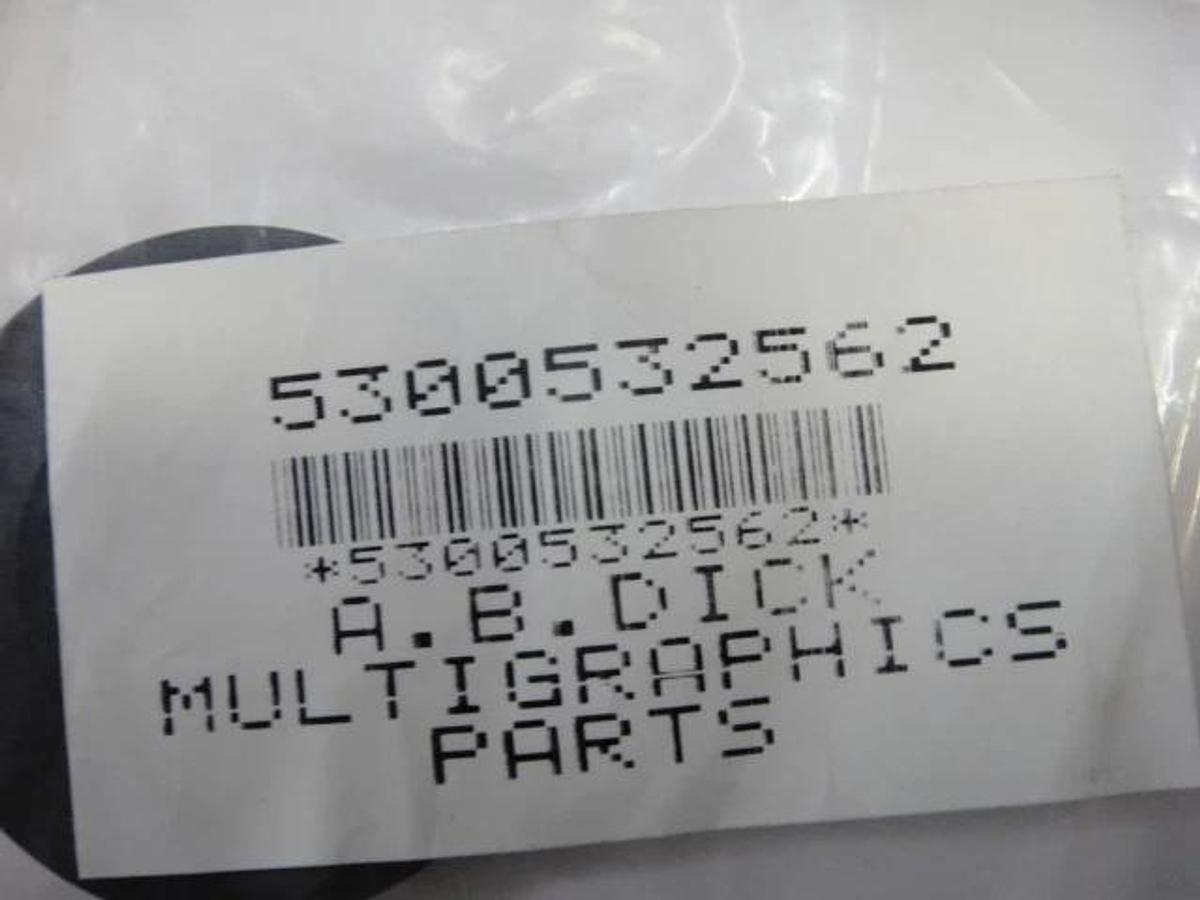 5300532562
*5300532562*
A.B.DICK
MULTIGRAPHICS
PARTS